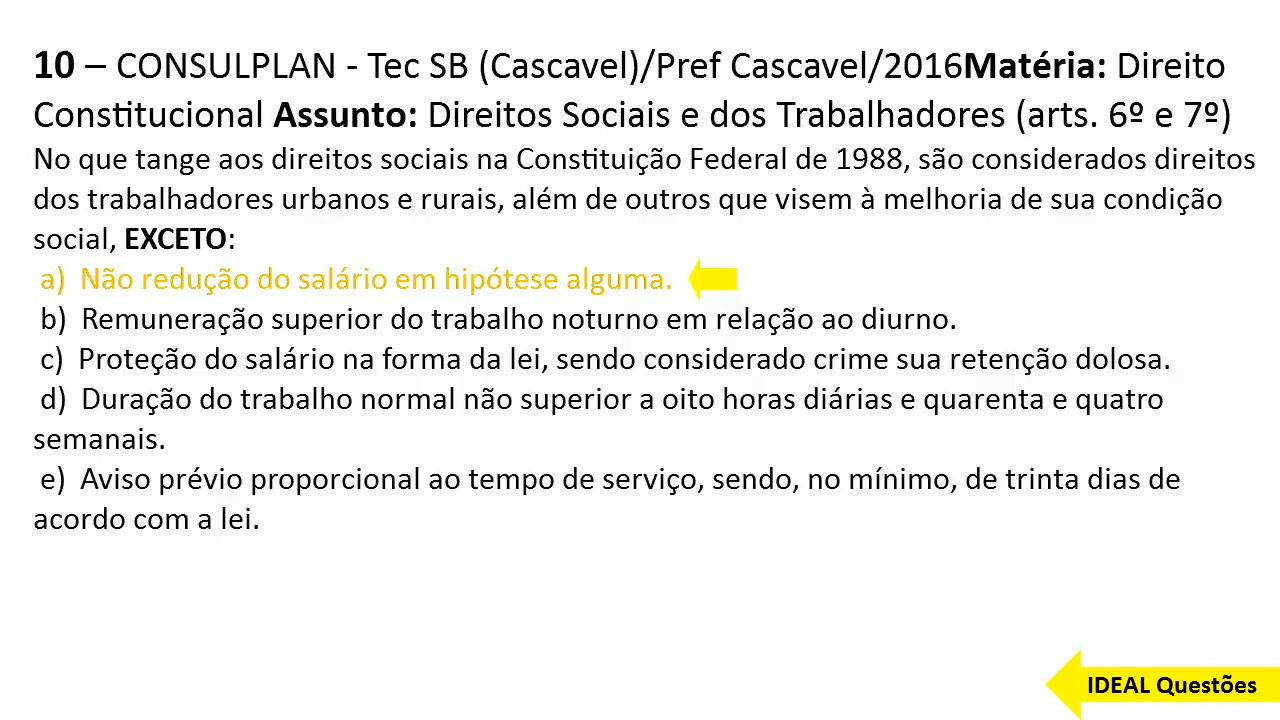 10 – CONSULPLAN - Tec SB (Cascavel)/Pref Cascavel/2016Matéria: Direito
Constitucional Assunto: Direitos Sociais e dos Trabalhadores (arts. 6º e 7º)
No que tange aos direitos sociais na Constituição Federal de 1988, são considerados direitos
dos trabalhadores urbanos e rurais, além de outros que visem à melhoria de sua condição
social, EXCETO:
a) Não redução do salário em hipótese alguma.
b) Remuneração superior do trabalho noturno em relação ao diurno.
c) Proteção do salário na forma da lei, sendo considerado crime sua retenção dolosa.
d) Duração do trabalho normal não superior a oito horas diárias e quarenta e quatro
semanais.
e) Aviso prévio proporcional ao tempo de serviço, sendo, no mínimo, de trinta dias de
acordo com a lei.
IDEAL Questões